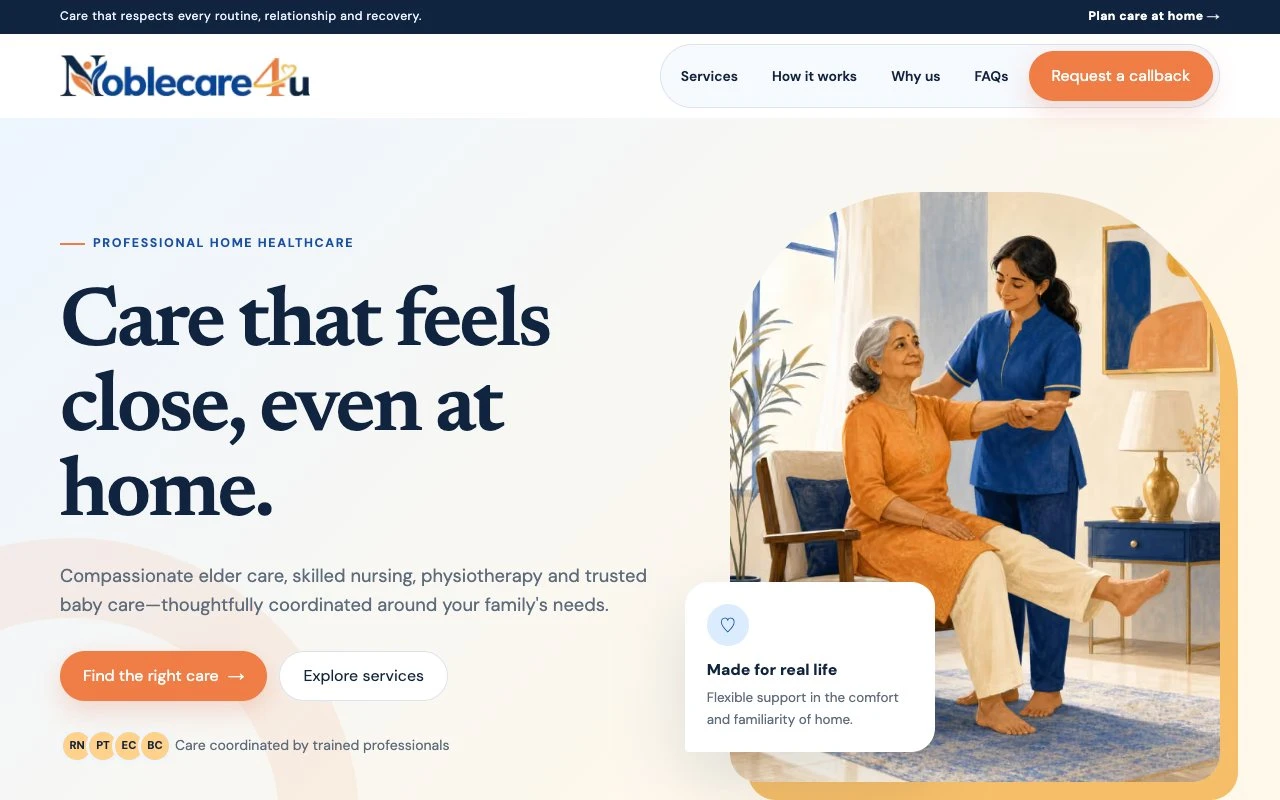 Care that respects every routine, relationship and recovery.
Plan care at home →
Noblecare4u
Services
How it works
Why us
FAQs
Request a callback
PROFESSIONAL HOME HEALTHCARE
Care that feels
close, even at
home.
Compassionate elder care, skilled nursing, physiotherapy and trusted
baby care—thoughtfully coordinated around your family's needs.
Find the right care →
Explore services
RN PT EC BC Care coordinated by trained professionals
Made for real life
Flexible support in the comfort
and familiarity of home.